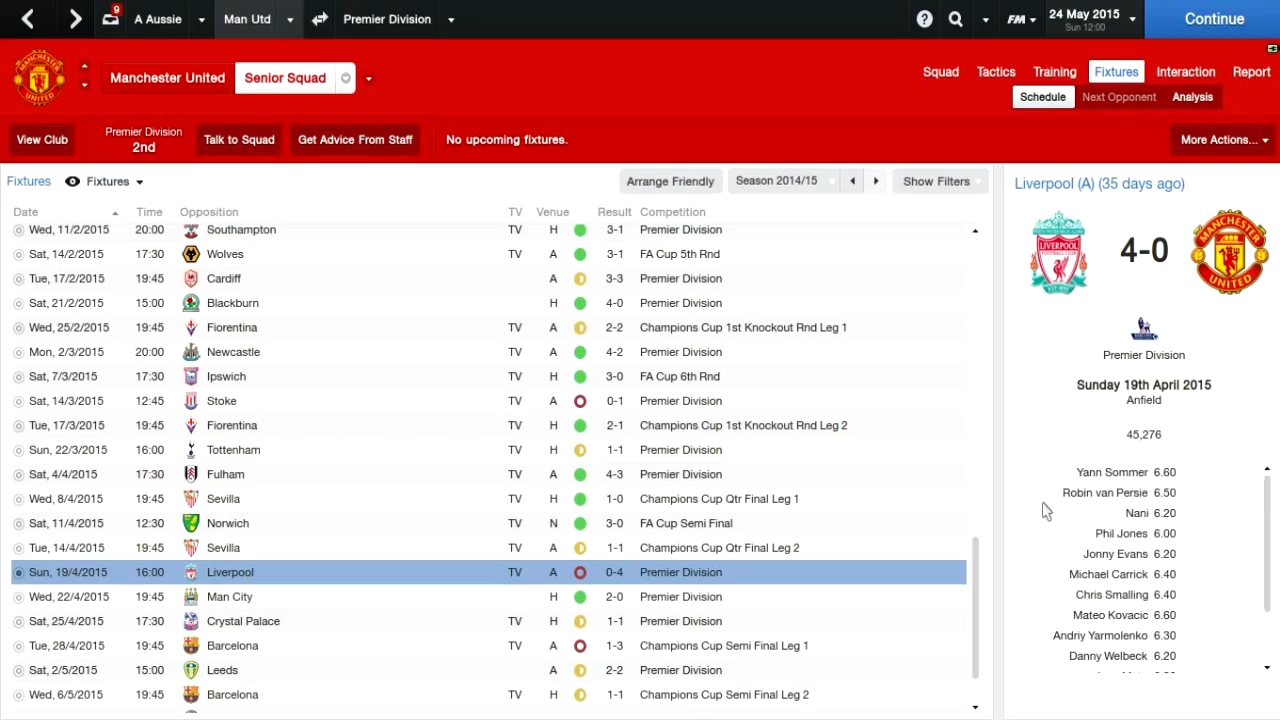 9 A Aussie Man Utd Premier Division FM 24 May 2015 Sun 12:00 Continue
Manchester United Senior Squad Squad Tactics Training Fixtures Interaction Report
Schedule Next Opponent Analysis
View Club Premier Division 2nd Talk to Squad Get Advice From Staff No upcoming fixtures. More Actions...
Fixtures Fixtures Arrange Friendly Season 2014/15 Show Filters
Date Time Opposition TV Venue Result Competition
Wed, 11/2/2015 20:00 Southampton TV H 3-1 Premier Division
Sat, 14/2/2015 17:30 Wolves TV A 3-1 FA Cup 5th Rnd
Tue, 17/2/2015 19:45 Cardiff A 3-3 Premier Division
Sat, 21/2/2015 15:00 Blackburn H 4-0 Premier Division
Wed, 25/2/2015 19:45 Fiorentina TV A 2-2 Champions Cup 1st Knockout Rnd Leg 1
Mon, 2/3/2015 20:00 Newcastle TV A 4-2 Premier Division
Sat, 7/3/2015 17:30 Ipswich TV H 3-0 FA Cup 6th Rnd
Sat, 14/3/2015 12:45 Stoke TV A 0-1 Premier Division
Tue, 17/3/2015 19:45 Fiorentina TV H 2-1 Champions Cup 1st Knockout Rnd Leg 2
Sun, 22/3/2015 16:00 Tottenham TV H 1-1 Premier Division
Sat, 4/4/2015 17:30 Fulham TV A 4-3 Premier Division
Wed, 8/4/2015 19:45 Sevilla TV H 1-0 Champions Cup Qtr Final Leg 1
Sat, 11/4/2015 12:30 Norwich TV N 3-0 FA Cup Semi Final
Tue, 14/4/2015 19:45 Sevilla TV A 1-1 Champions Cup Qtr Final Leg 2
Sun, 19/4/2015 16:00 Liverpool TV A 0-4 Premier Division
Wed, 22/4/2015 19:45 Man City H 2-0 Premier Division
Sat, 25/4/2015 17:30 Crystal Palace TV H 1-1 Premier Division
Tue, 28/4/2015 19:45 Barcelona TV A 1-3 Champions Cup Semi Final Leg 1
Sat, 2/5/2015 15:00 Leeds A 2-2 Premier Division
Wed, 6/5/2015 19:45 Barcelona TV H 1-1 Champions Cup Semi Final Leg 2
Liverpool (A) (35 days ago)
4-0
Premier Division
Sunday 19th April 2015
Anfield
45,276
Yann Sommer 6.60
Robin van Persie 6.50
Nani 6.20
Phil Jones 6.00
Jonny Evans 6.20
Michael Carrick 6.40
Chris Smalling 6.40
Mateo Kovacic 6.60
Andriy Yarmolenko 6.30
Danny Welbeck 6.20